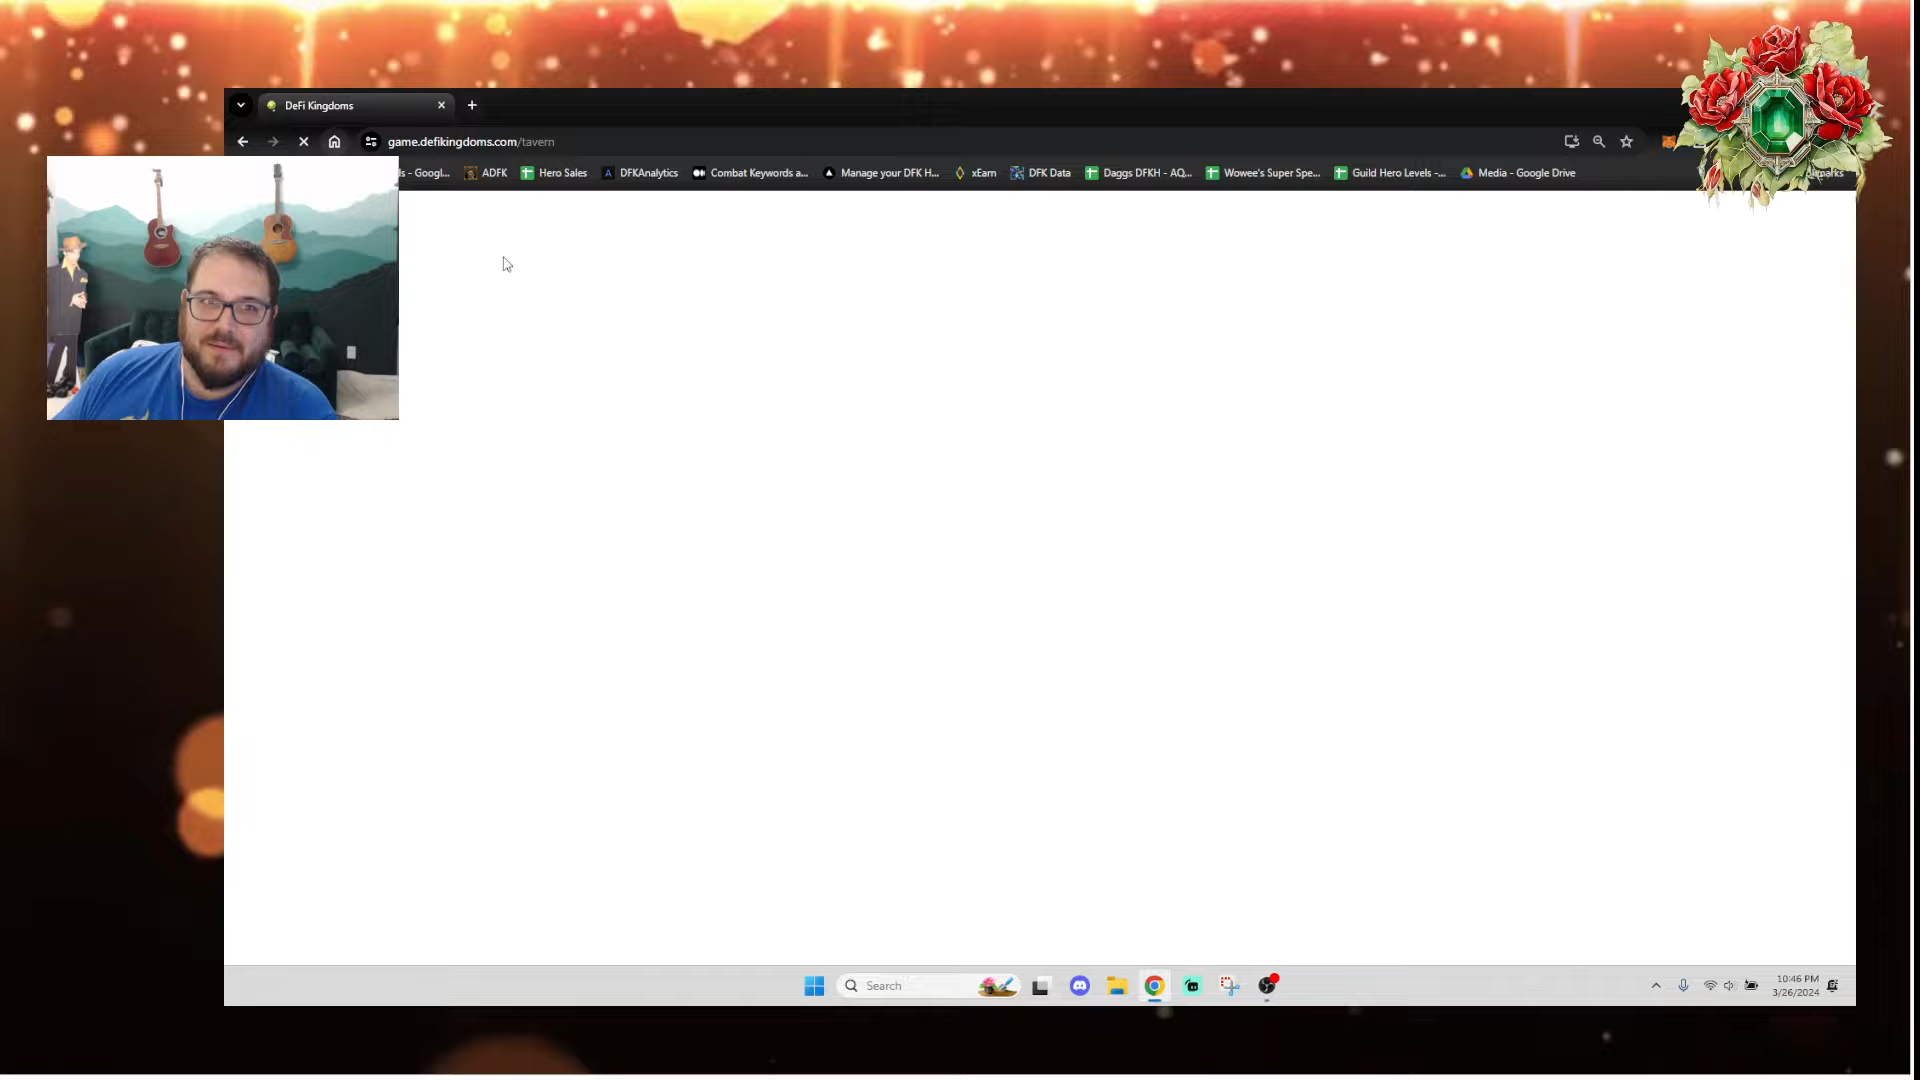 DeFi Kingdoms
game.defikingdoms.com/tavern
ls - Googl...
ADFK
Hero Sales
DFKAnalytics
Combat Keywords a...
Manage your DFK H...
xEarn
DFK Data
Daggs DFKH - AQ...
Wowee's Super Spe...
Guild Hero Levels -...
Media - Google Drive
Search
10:46 PM
3/26/2024